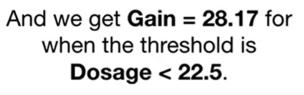 And we get Gain = 28.17 for
when the threshold is
Dosage < 22.5.